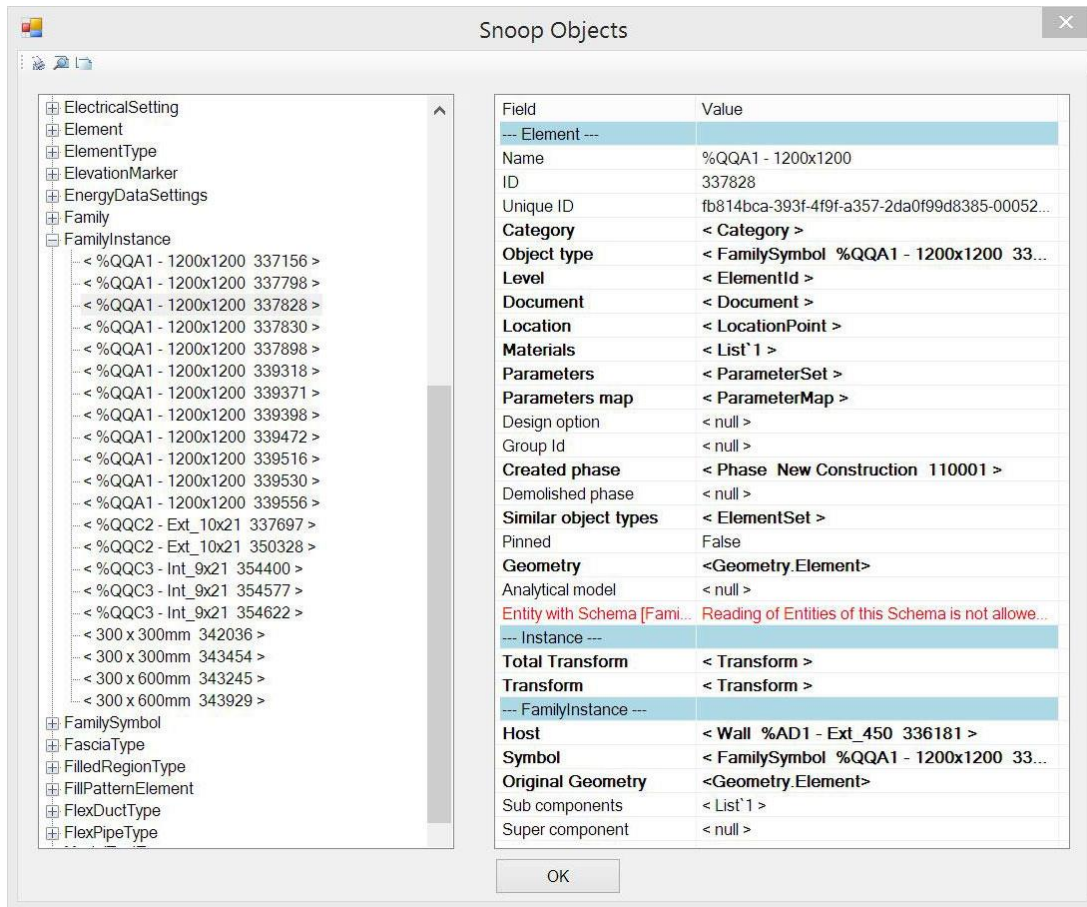 Snoop Objects
ElectricalSetting
Element
ElementType
ElevationMarker
EnergyDataSettings
Family
FamilyInstance
< %QQA1 - 1200x1200 337156 >
< %QQA1 - 1200x1200 337798 >
< %QQA1 - 1200x1200 337828 >
< %QQA1 - 1200x1200 337830 >
< %QQA1 - 1200x1200 337898 >
< %QQA1 - 1200x1200 339318 >
< %QQA1 - 1200x1200 339371 >
< %QQA1 - 1200x1200 339398 >
< %QQA1 - 1200x1200 339472 >
< %QQA1 - 1200x1200 339516 >
< %QQA1 - 1200x1200 339530 >
< %QQA1 - 1200x1200 339556 >
< %QQC2 - Ext_10x21 337697 >
< %QQC2 - Ext_10x21 350328 >
< %QQC3 - Int_9x21 354400 >
< %QQC3 - Int_9x21 354577 >
< %QQC3 - Int_9x21 354622 >
< 300 x 300mm 342036 >
< 300 x 300mm 343454 >
< 300 x 600mm 343245 >
< 300 x 600mm 343929 >
FamilySymbol
FasciaType
FilledRegionType
FillPatternElement
FlexDuctType
FlexPipeType
Field Value
--- Element ---
Name %QQA1 - 1200x1200
ID 337828
Unique ID fb814bca-393f-4f9f-a357-2da0f99d8385-00052...
Category < Category >
Object type < FamilySymbol %QQA1 - 1200x1200 33...
Level < ElementId >
Document < Document >
Location < LocationPoint >
Materials < List`1 >
Parameters < ParameterSet >
Parameters map < ParameterMap >
Design option < null >
Group Id < null >
Created phase < Phase New Construction 110001 >
Demolished phase < null >
Similar object types < ElementSet >
Pinned False
Geometry <Geometry.Element>
Analytical model < null >
Entity with Schema [Fami... Reading of Entities of this Schema is not allowe...
--- Instance ---
Total Transform < Transform >
Transform < Transform >
--- FamilyInstance ---
Host < Wall %AD1 - Ext_450 336181 >
Symbol < FamilySymbol %QQA1 - 1200x1200 33...
Original Geometry <Geometry.Element>
Sub components < List`1 >
Super component < null >
OK